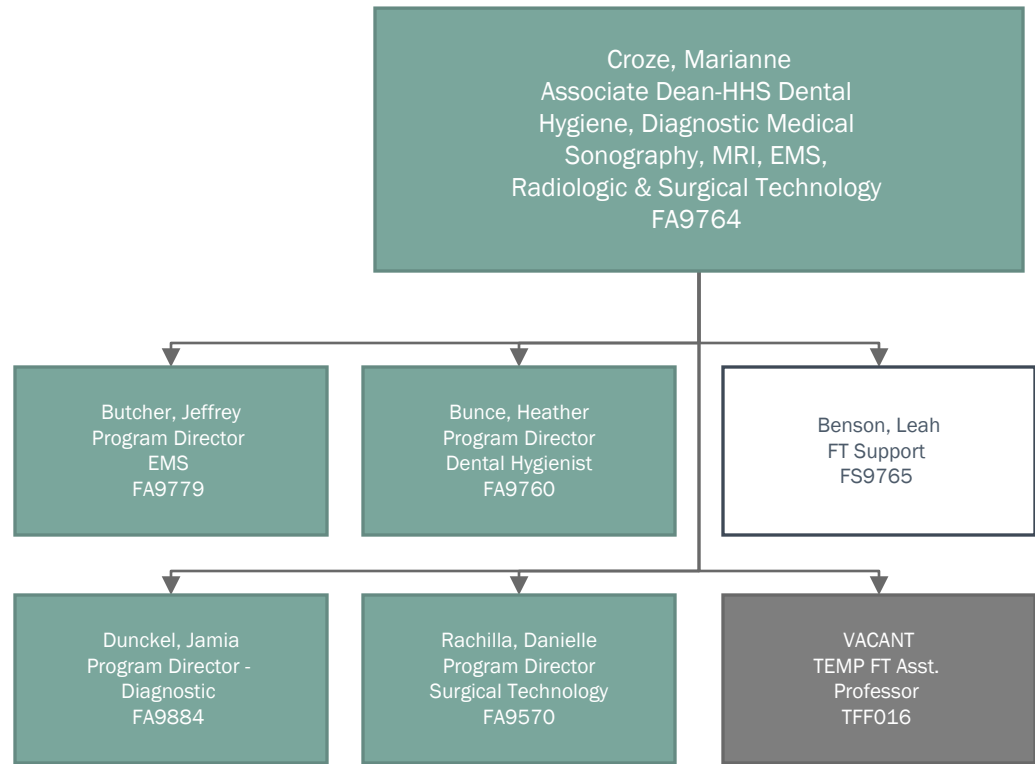 Croze, Marianne
Associate Dean-HHS Dental
Hygiene, Diagnostic Medical
Sonography, MRI, EMS,
Radiologic & Surgical Technology
FA9764
Butcher, Jeffrey
Program Director
EMS
FA9779
Bunce, Heather
Program Director
Dental Hygienist
FA9760
Benson, Leah
FT Support
FS9765
Dunckel, Jamia
Program Director -
Diagnostic
FA9884
Rachilla, Danielle
Program Director
Surgical Technology
FA9570
VACANT
TEMP FT Asst.
Professor
TFF016